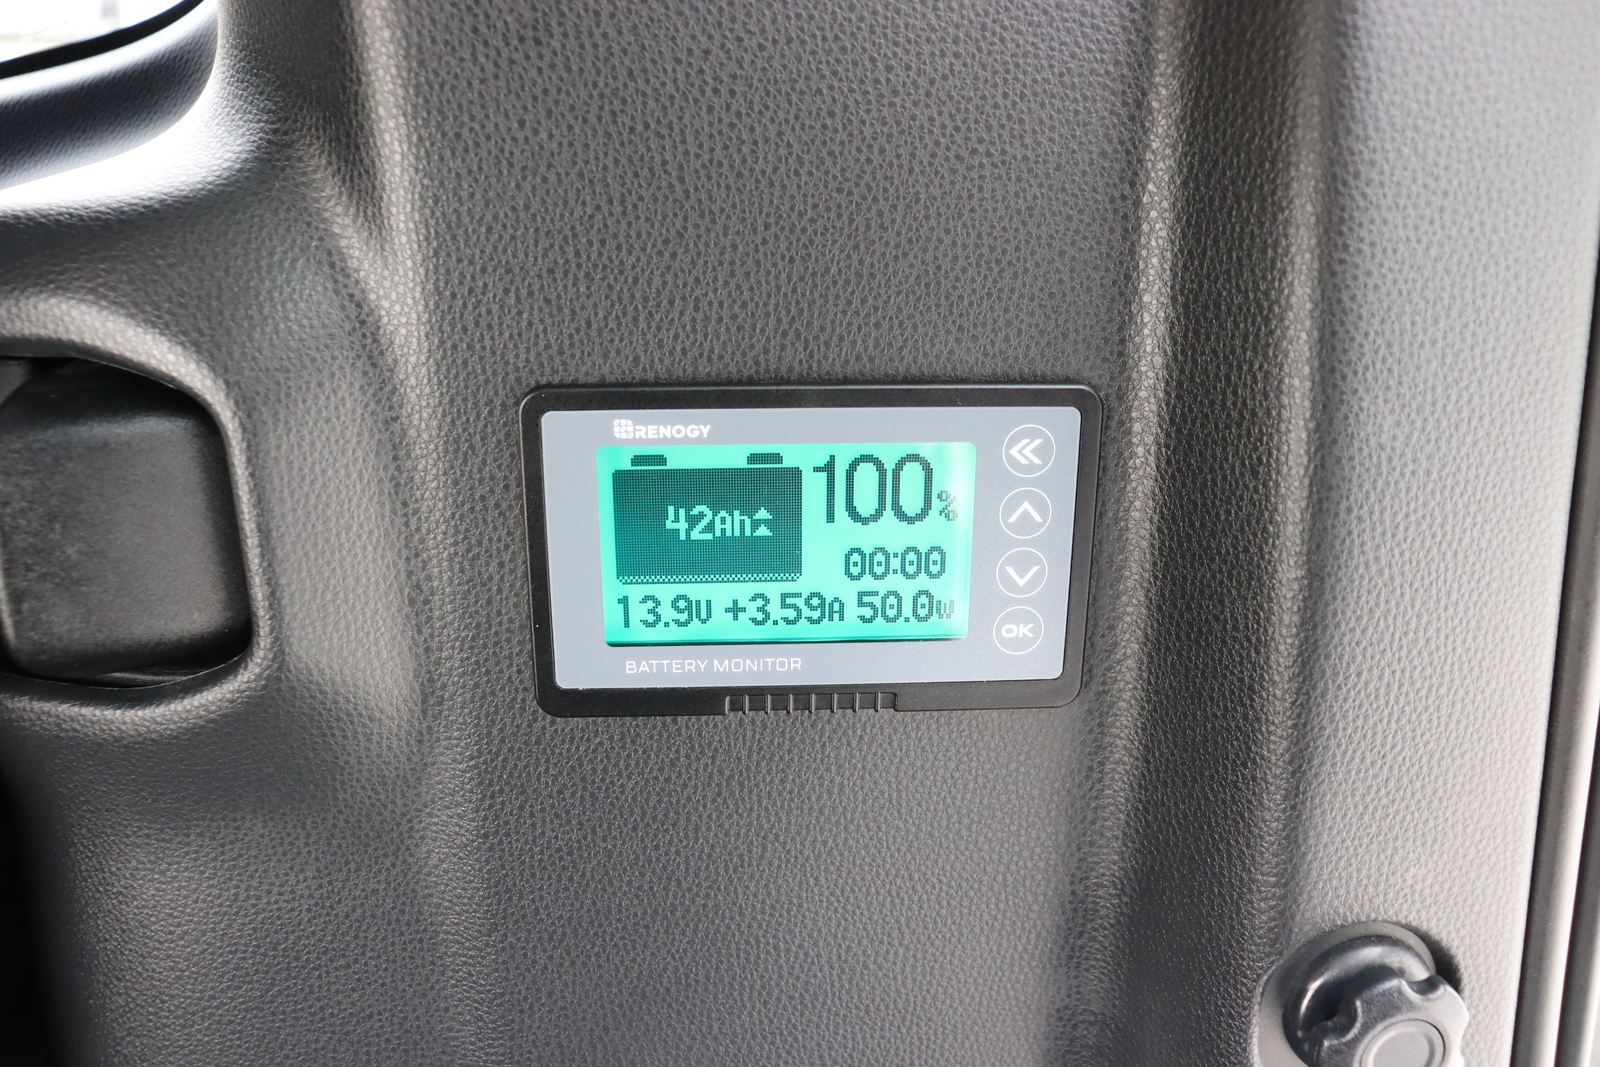 RENOGY
42Ah
100%
00:00
13.9V +3.59A 50.0W
OK
BATTERY MONITOR